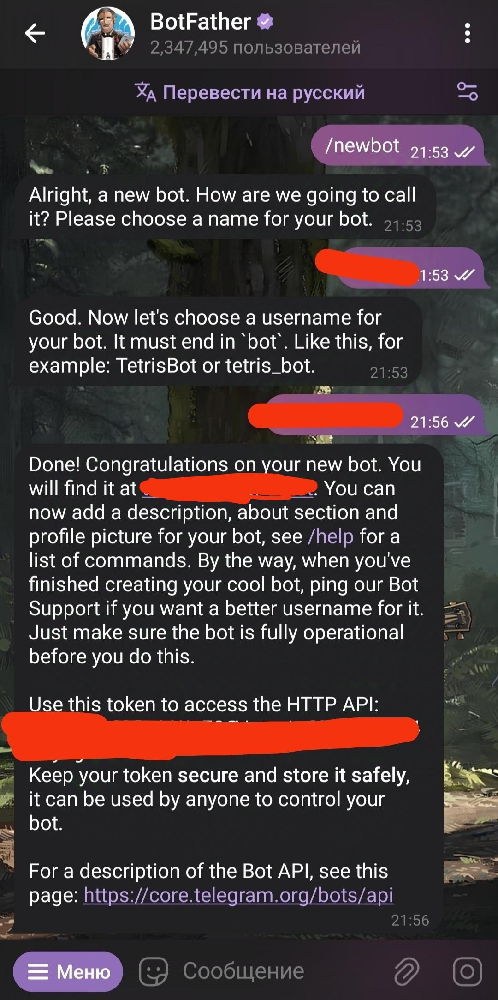 BotFather
2,347,495 пользователей
Перевести на русский
/newbot 21:53
Alright, a new bot. How are we going to call
it? Please choose a name for your bot. 21:53
1:53
Good. Now let's choose a username for
your bot. It must end in `bot`. Like this, for
example: TetrisBot or tetris_bot. 21:53
21:56
Done! Congratulations on your new bot. You
will find it at . You can
now add a description, about section and
profile picture for your bot, see /help for a
list of commands. By the way, when you've
finished creating your cool bot, ping our Bot
Support if you want a better username for it.
Just make sure the bot is fully operational
before you do this.
Use this token to access the HTTP API:
Keep your token secure and store it safely,
it can be used by anyone to control your
bot.
For a description of the Bot API, see this
page: https://core.telegram.org/bots/api
21:56
Меню
Сообщение